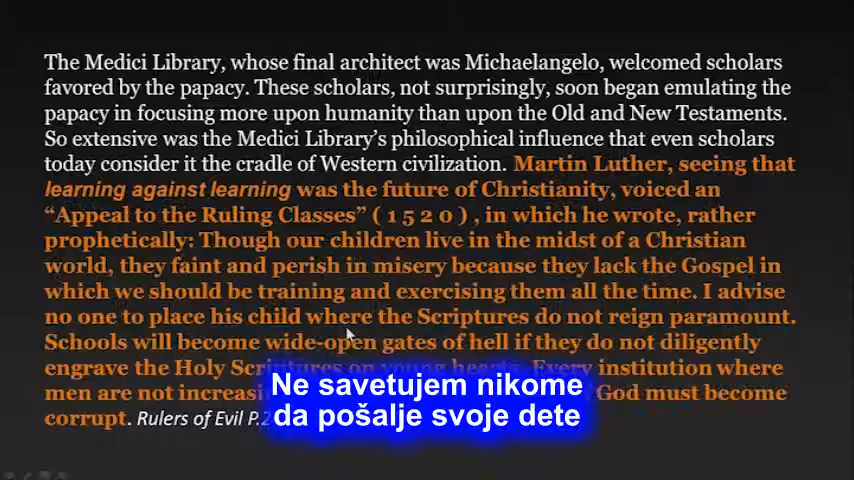 The Medici Library, whose final architect was Michaelangelo, welcomed scholars
favored by the papacy. These scholars, not surprisingly, soon began emulating the
papacy in focusing more upon humanity than upon the Old and New Testaments.
So extensive was the Medici Library's philosophical influence that even scholars
today consider it the cradle of Western civilization. Martin Luther, seeing that
learning against learning was the future of Christianity, voiced an
“Appeal to the Ruling Classes” ( 1 5 2 0 ) , in which he wrote, rather
prophetically: Though our children live in the midst of a Christian
world, they faint and perish in misery because they lack the Gospel in
which we should be training and exercising them all the time. I advise
no one to place his child where the Scriptures do not reign paramount.
Schools will become wide-open gates of hell if they do not diligently
engrave the Holy Scriptures on young hearts. Every institution where
men are not God must become
corrupt. Rulers of Evil
Ne savetujem nikome
da pošalje svoje dete